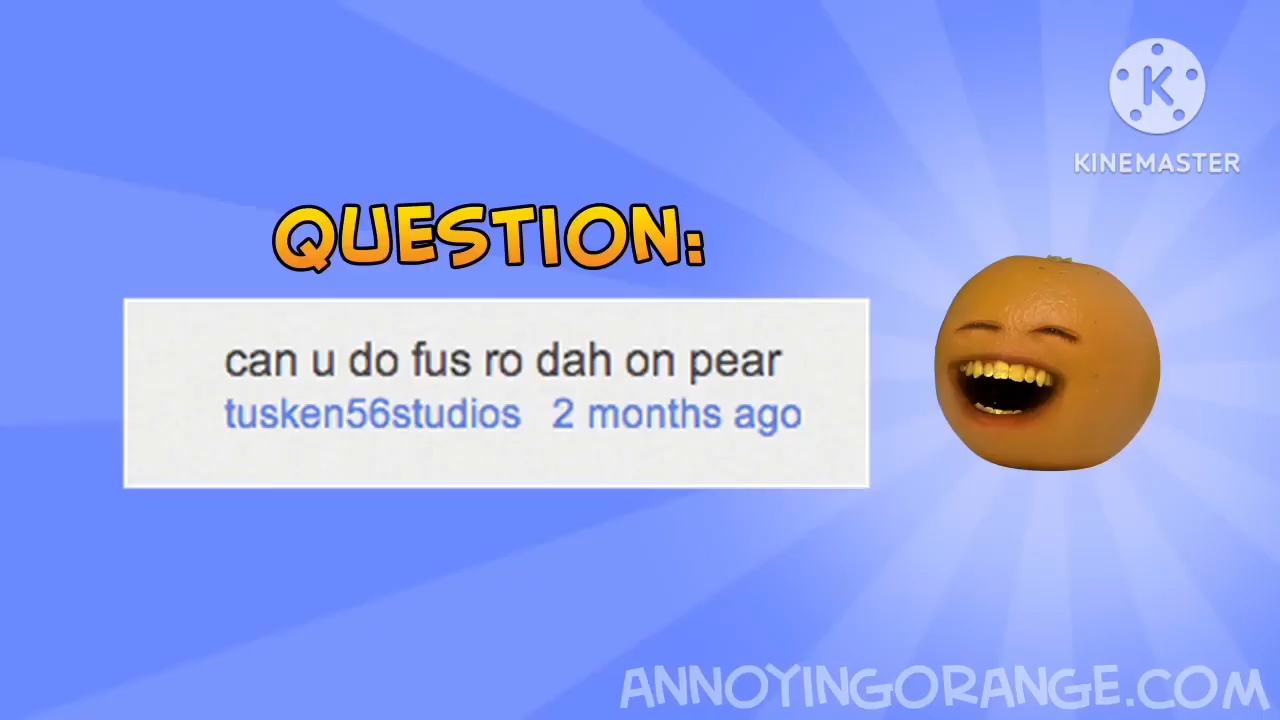 K
KINEMASTER
QUESTION:
can u do fus ro dah on pear
tusken56studios 2 months ago
ANNOYINGORANGE.COM